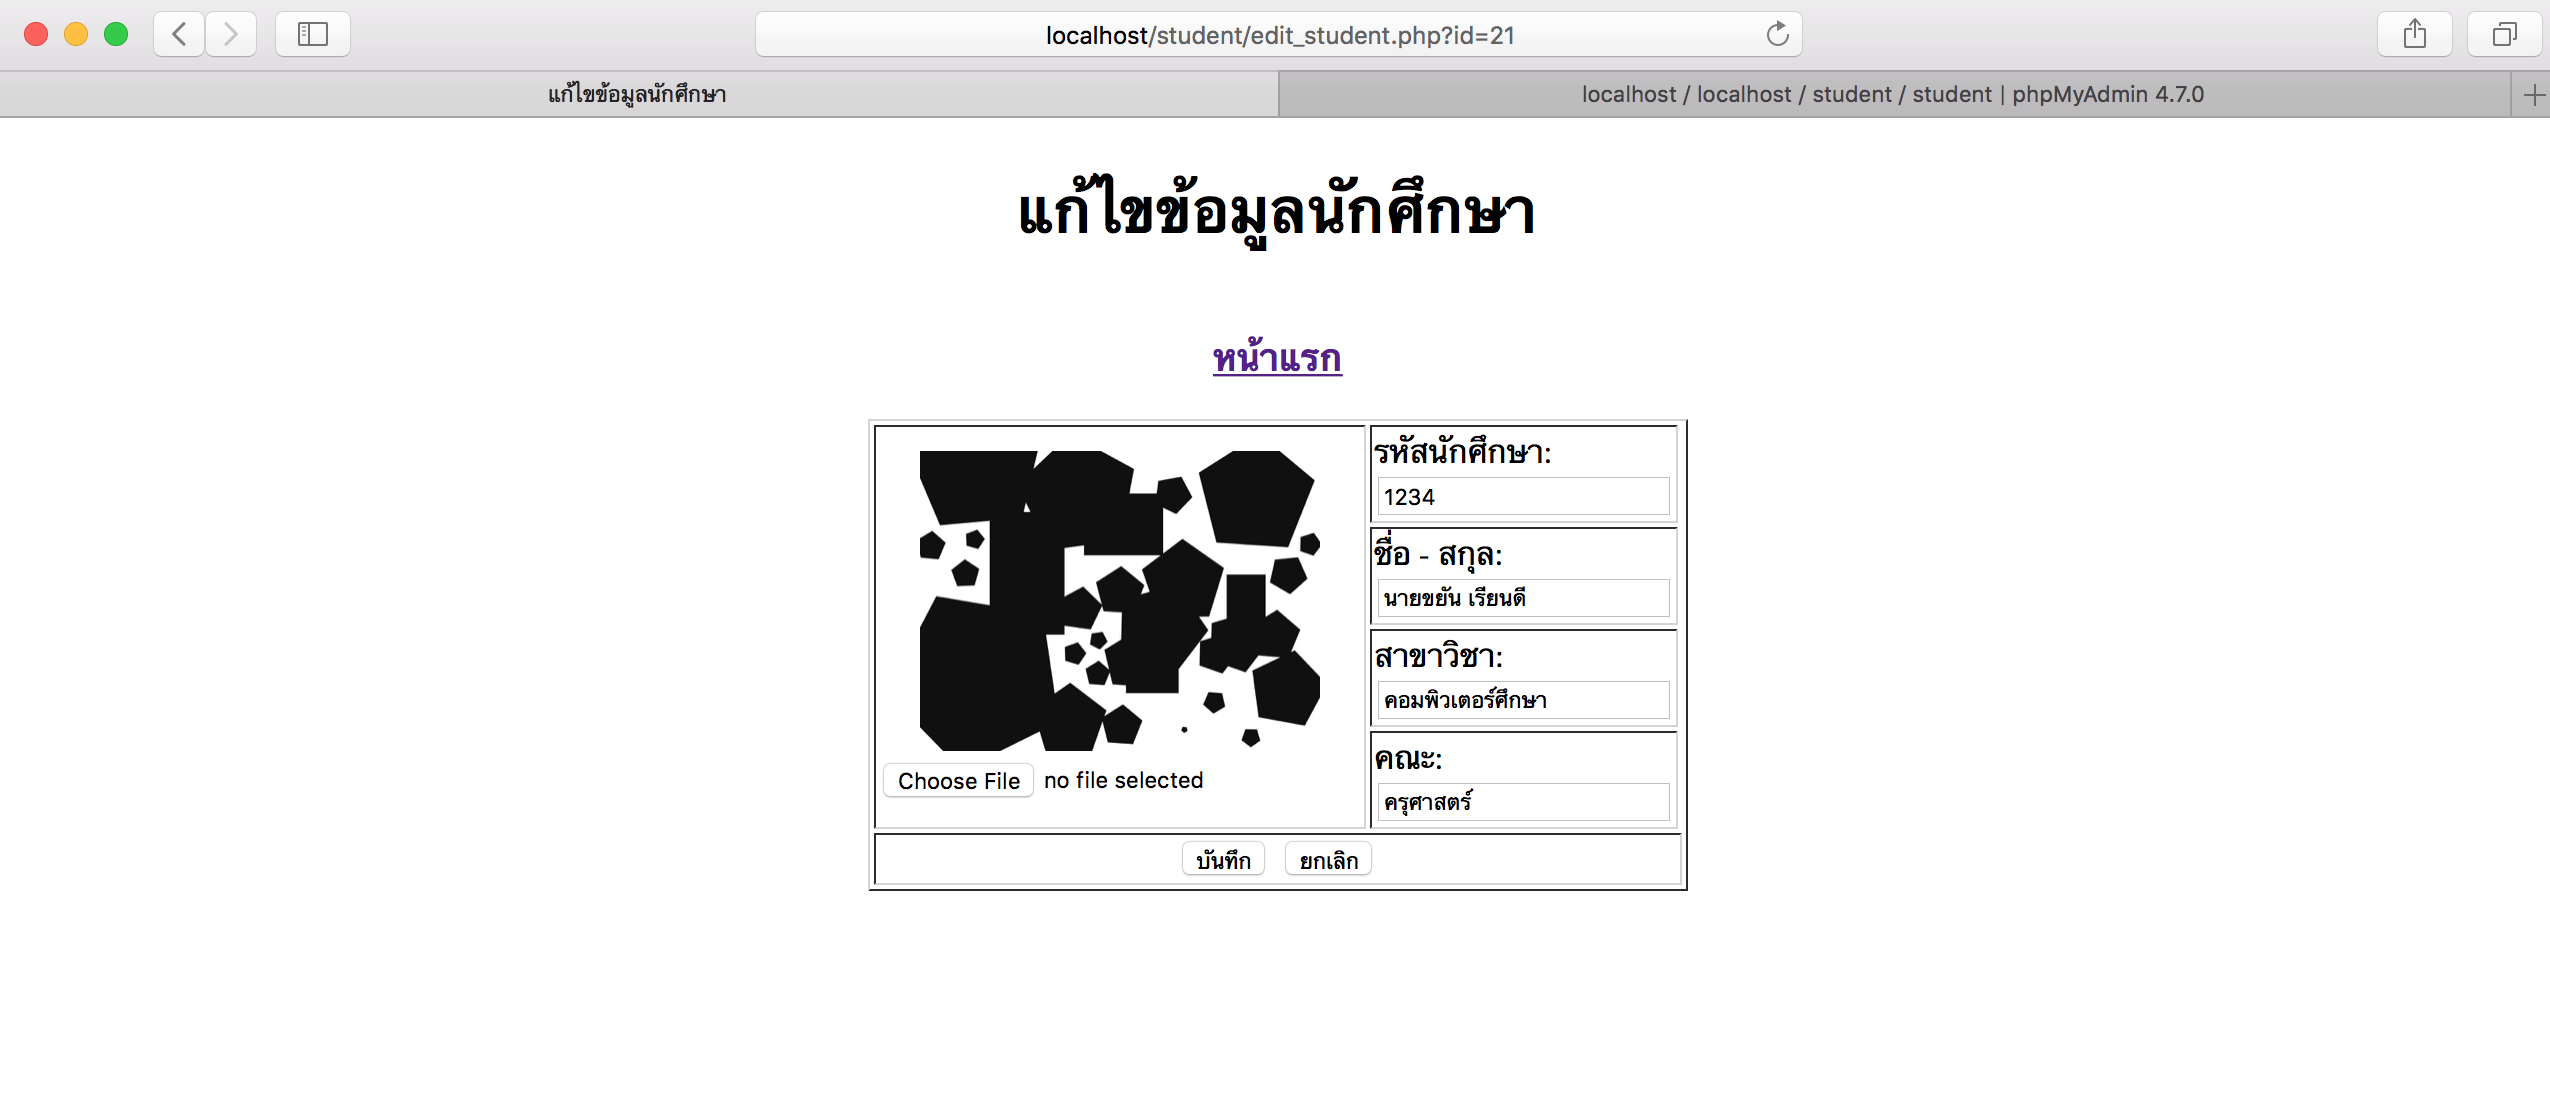 localhost/student/edit_student.php?id=21
แก้ไขข้อมูลนักศึกษา
localhost / localhost / student / student | phpMyAdmin 4.7.0
แก้ไขข้อมูลนักศึกษา
หน้าแรก
รหัสนักศึกษา:
1234
ชื่อ - สกุล:
นายขยัน เรียนดี
สาขาวิชา:
คอมพิวเตอร์ศึกษา
คณะ:
ครุศาสตร์
Choose File no file selected
บันทึก ยกเลิก